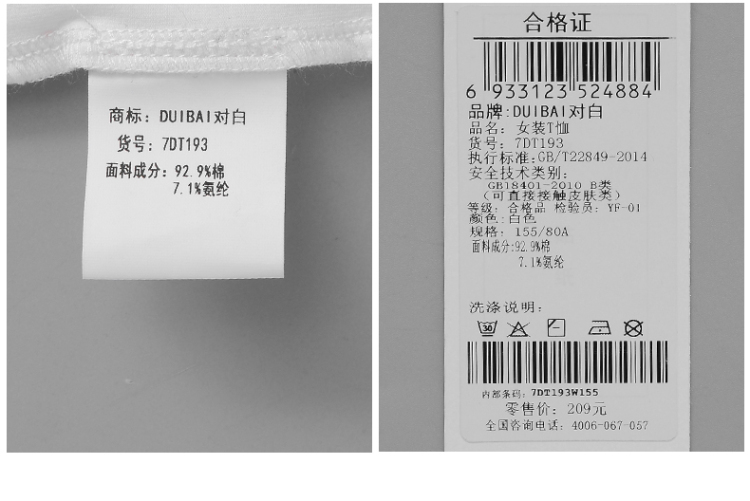 商标: DUIBAI对白
货号: 7DT193
面料成分: 92.9%棉
7.1%氨纶
合格证
6 933123 524884
品牌:DUIBAI对白
品名: 女装T恤
货号: 7DT193
执行标准:GB/T22849-2014
安全技术类别:
GB18401-2010 B类
(可直接接触皮肤类)
等级: 合格品 检验员: YF-01
颜色:白色
规格: 155/80A
面料成分:92.9%棉
7.1%氨纶
洗涤说明:
30
内部条码: 7DT193W155
零售价: 209元
全国咨询电话: 4006-067-057